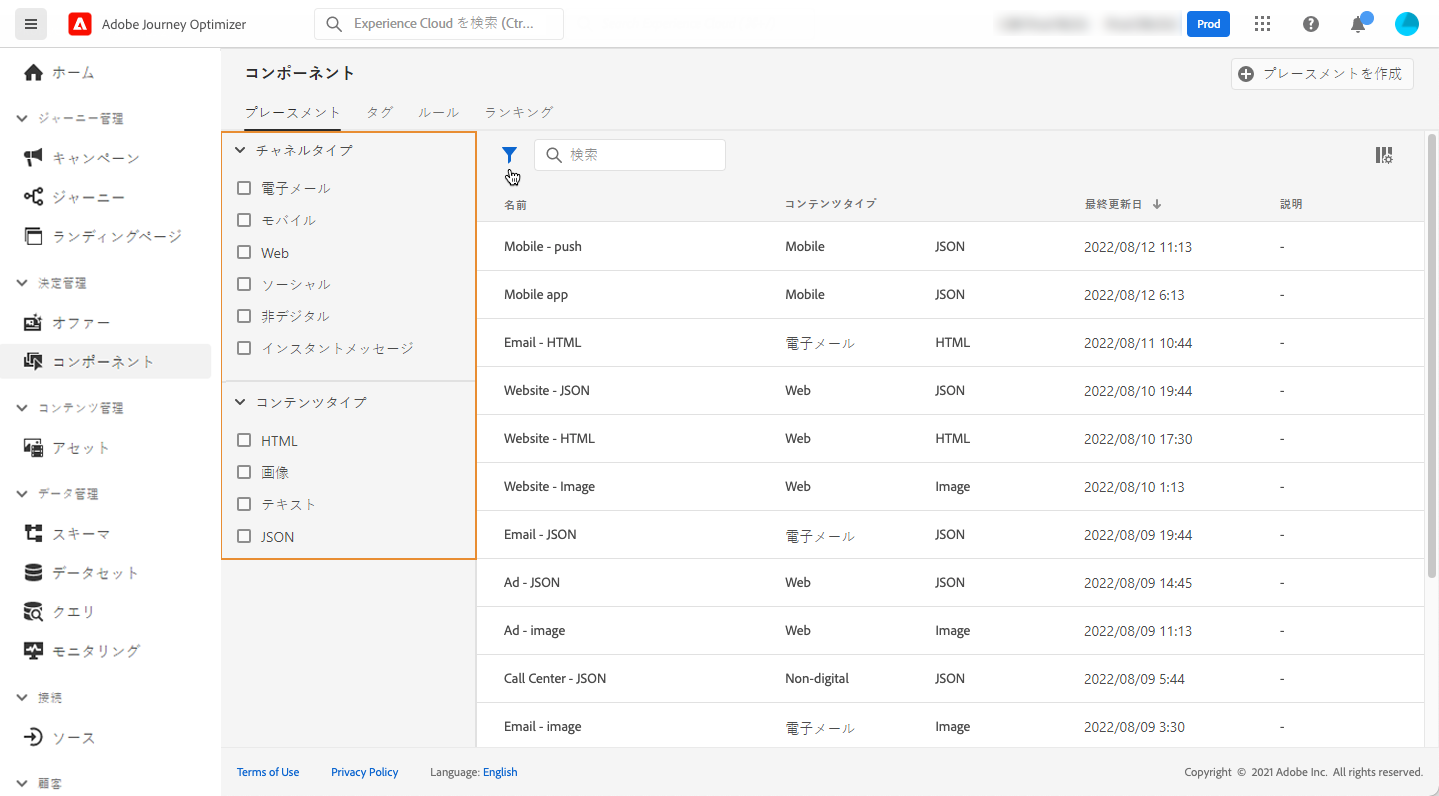 Adobe Journey Optimizer
Experience Cloud を検索 (Ctr...
Prod
ホーム
ジャーニー管理
キャンペーン
ジャーニー
ランディングページ
決定管理
オファー
コンポーネント
コンテンツ管理
アセット
データ管理
スキーマ
データセット
クエリ
モニタリング
接続
ソース
顧客
コンポーネント
プレースメントを作成
プレースメント タグ ルール ランキング
チャネルタイプ
電子メール
モバイル
Web
ソーシャル
非デジタル
インスタントメッセージ
コンテンツタイプ
HTML
画像
テキスト
JSON
検索
名前 コンテンツタイプ 最終更新日 説明
Mobile - push Mobile JSON 2022/08/12 11:13 -
Mobile app Mobile JSON 2022/08/12 6:13 -
Email - HTML 電子メール HTML 2022/08/11 10:44 -
Website - JSON Web JSON 2022/08/10 19:44 -
Website - HTML Web HTML 2022/08/10 17:30 -
Website - Image Web Image 2022/08/10 1:13 -
Email - JSON 電子メール JSON 2022/08/09 19:44 -
Ad - JSON Web JSON 2022/08/09 14:45 -
Ad - image Web Image 2022/08/09 11:13 -
Call Center - JSON Non-digital JSON 2022/08/09 5:44 -
Email - image 電子メール Image 2022/08/09 3:30 -
Terms of Use Privacy Policy Language: English Copyright © 2021 Adobe Inc. All rights reserved.